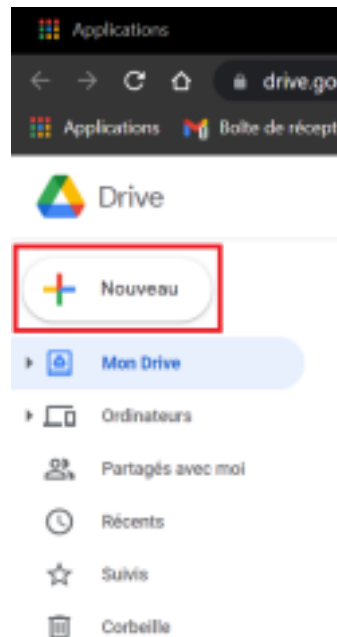 Applications
drive.go
Applications Boîte de récept
Drive
Nouveau
Mon Drive
Ordinateurs
Partagés avec moi
Récents
Suivis
Corbeille